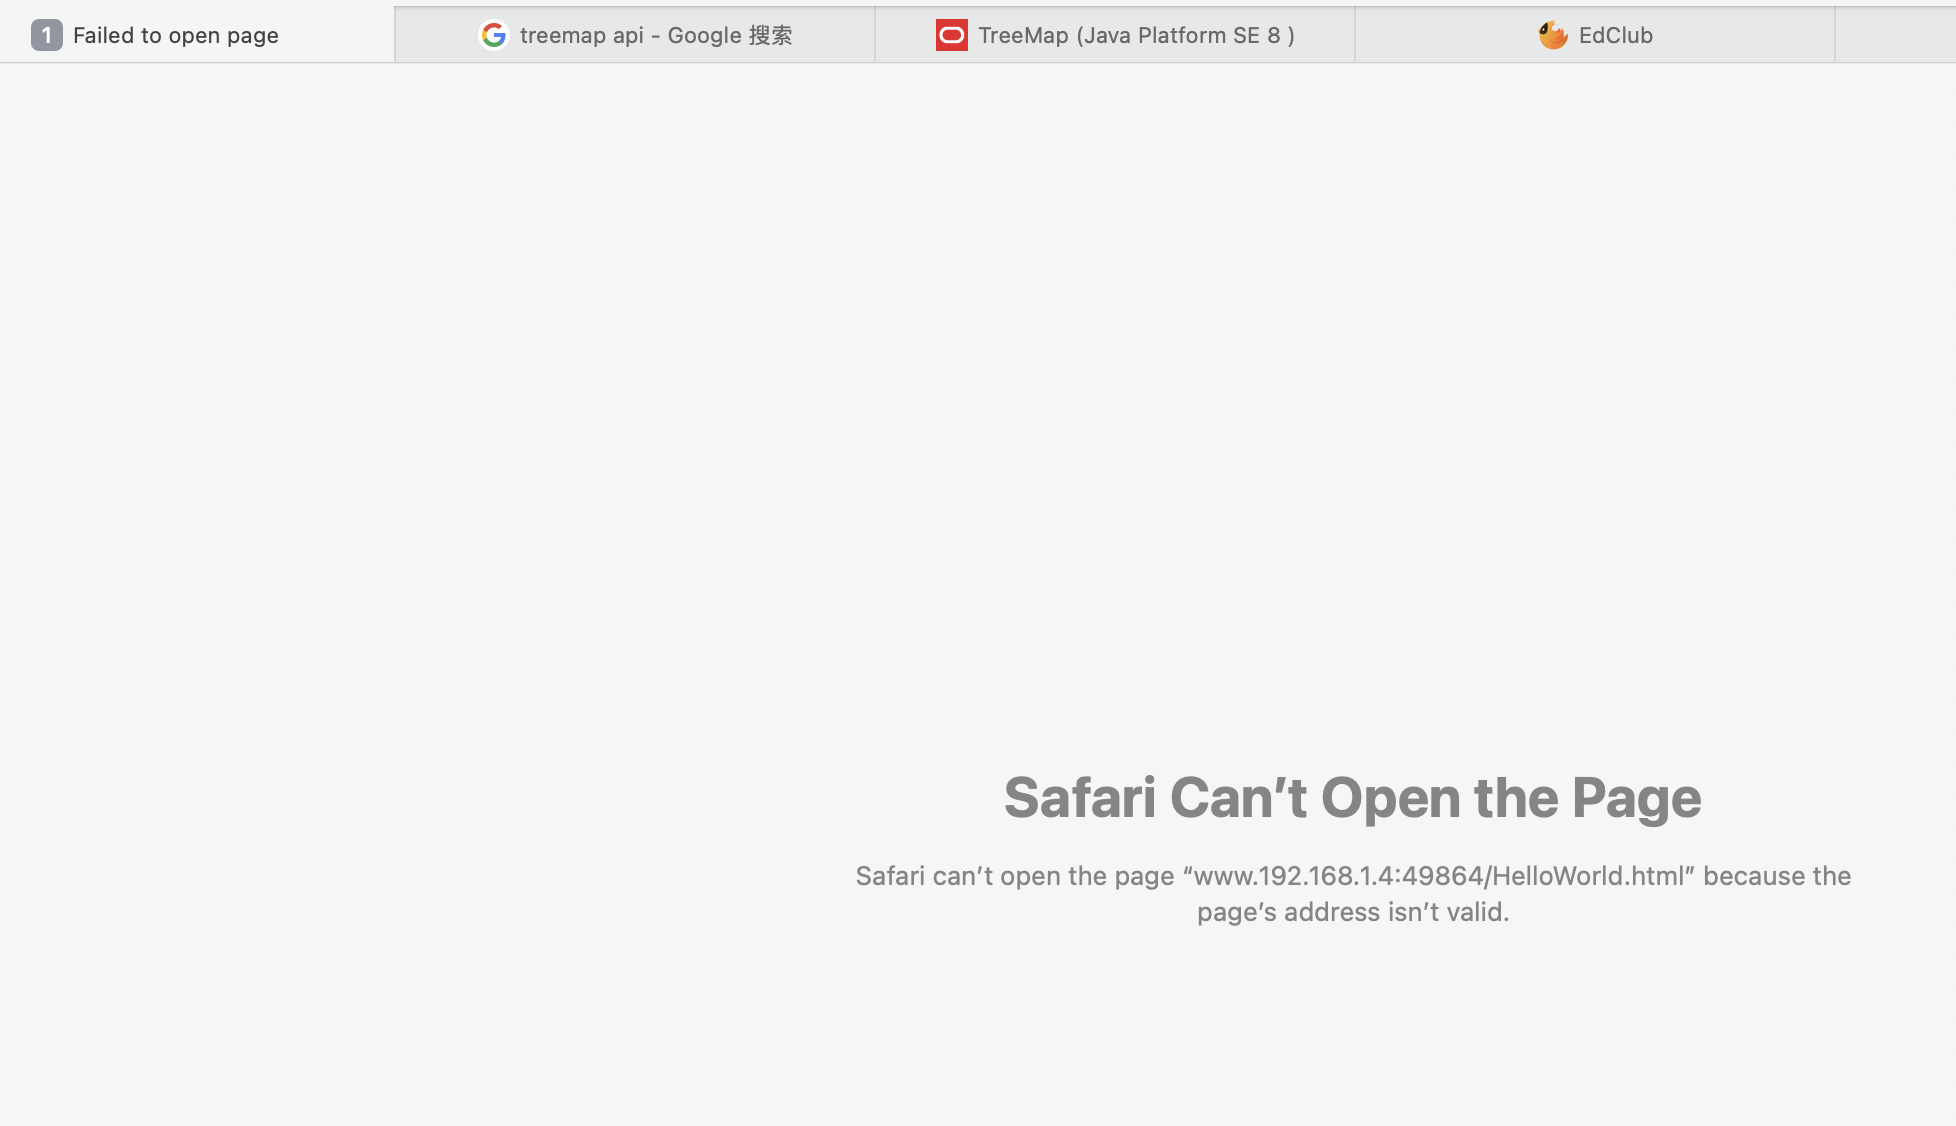 1 Failed to open page
treemap api - Google 搜索
TreeMap (Java Platform SE 8 )
EdClub
Safari Can’t Open the Page
Safari can’t open the page “www.192.168.1.4:49864/HelloWorld.html” because the
page’s address isn’t valid.